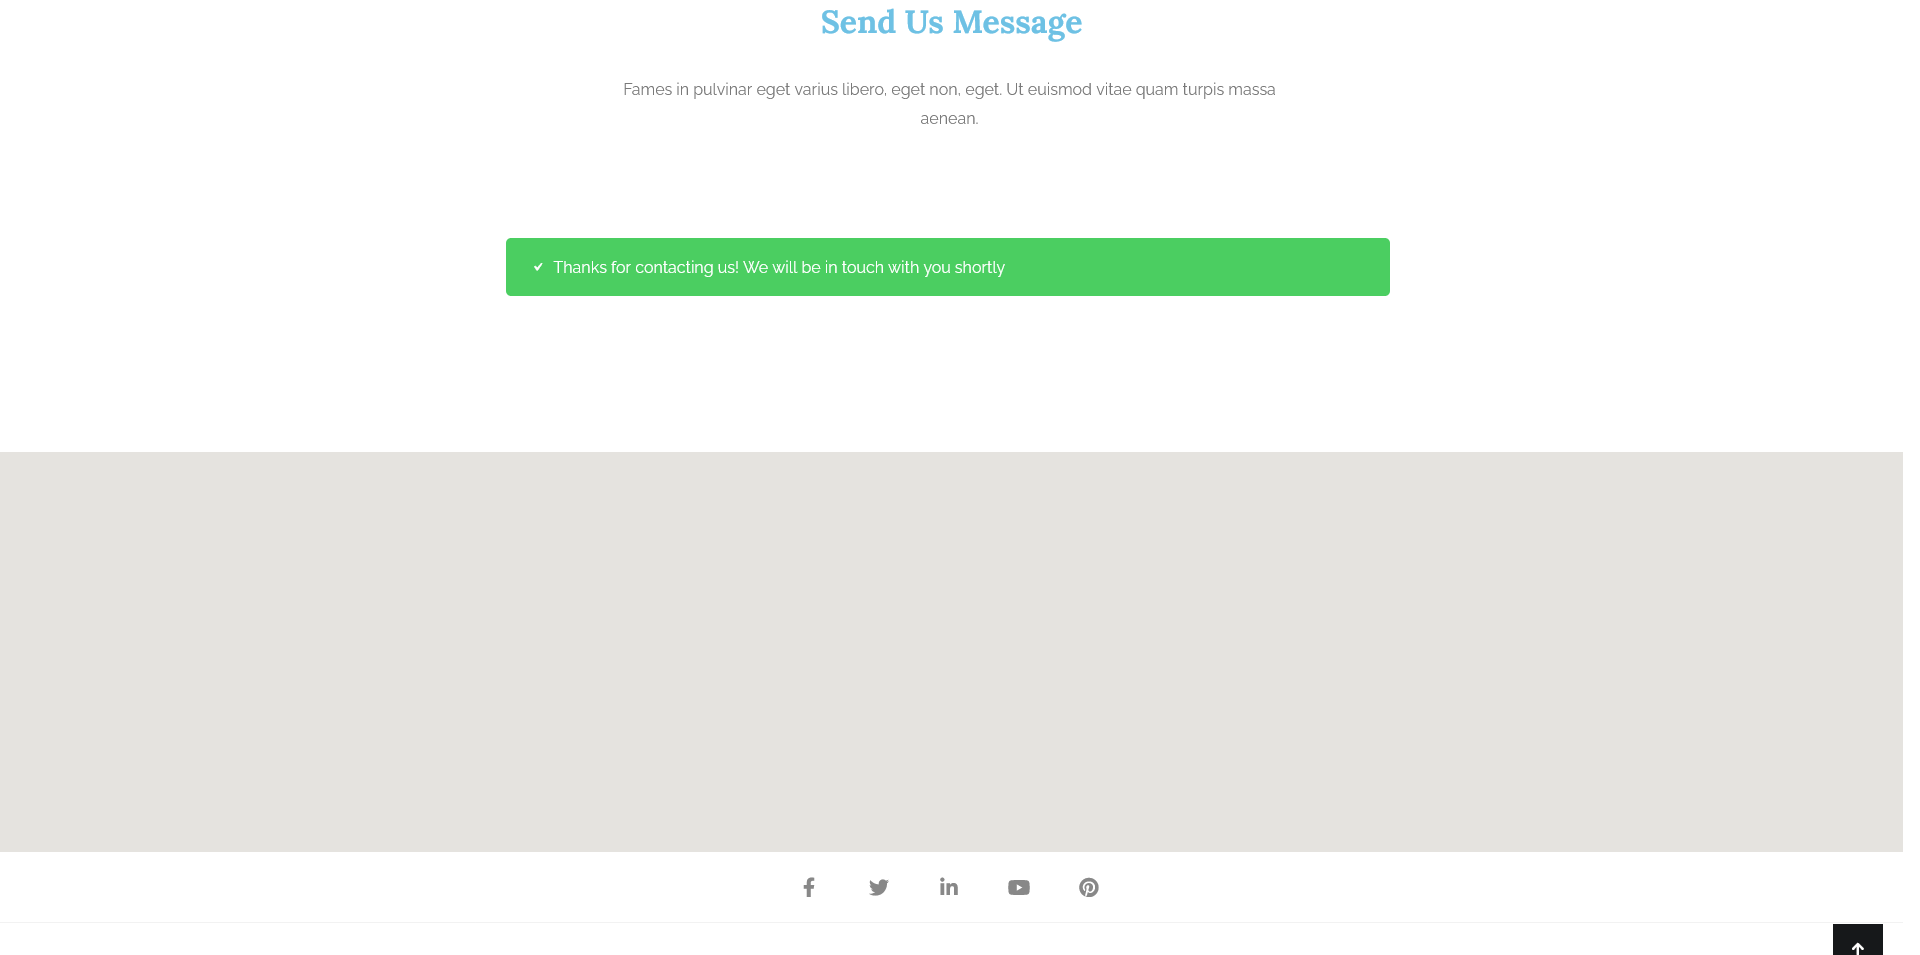 Send Us Message
Fames in pulvinar eget varius libero, eget non, eget. Ut euismod vitae quam turpis massa
aenean.
Thanks for contacting us! We will be in touch with you shortly